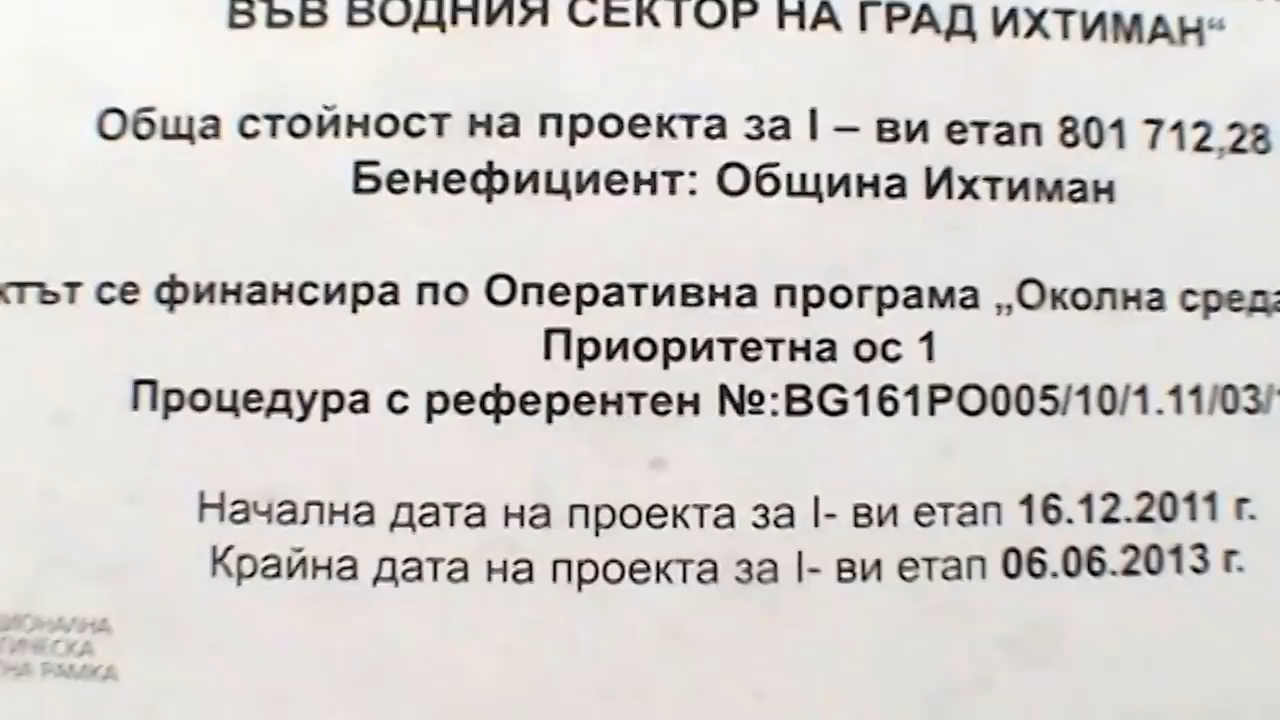 ВЪВ ВОДНИЯ СЕКТОР НА ГРАД ИХТИМАН“
Обща стойност на проекта за I – ви етап 801 712,28
Бенефициент: Община Ихтиман
се финансира по Оперативна програма „Околна среда
Приоритетна ос 1
Процедура с референтен №:BG161PO005/10/1.11/03/
Начална дата на проекта за I- ви етап 16.12.2011 г.
Крайна дата на проекта за I- ви етап 06.06.2013 г.
РАМКА